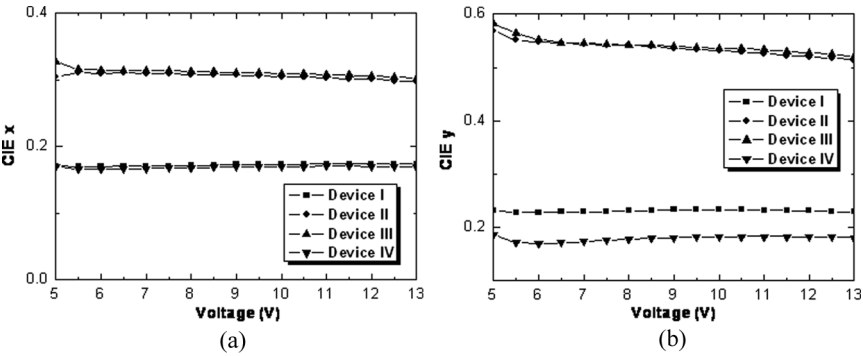 0.4
0.2
0.0
CIE x
Device I
Device II
Device III
Device IV
5 6 7 8 9 10 11 12 13
Voltage (V)
(a)
0.6
0.4
0.2
CIE y
Device I
Device II
Device III
Device IV
5 6 7 8 9 10 11 12 13
Voltage (V)
(b)